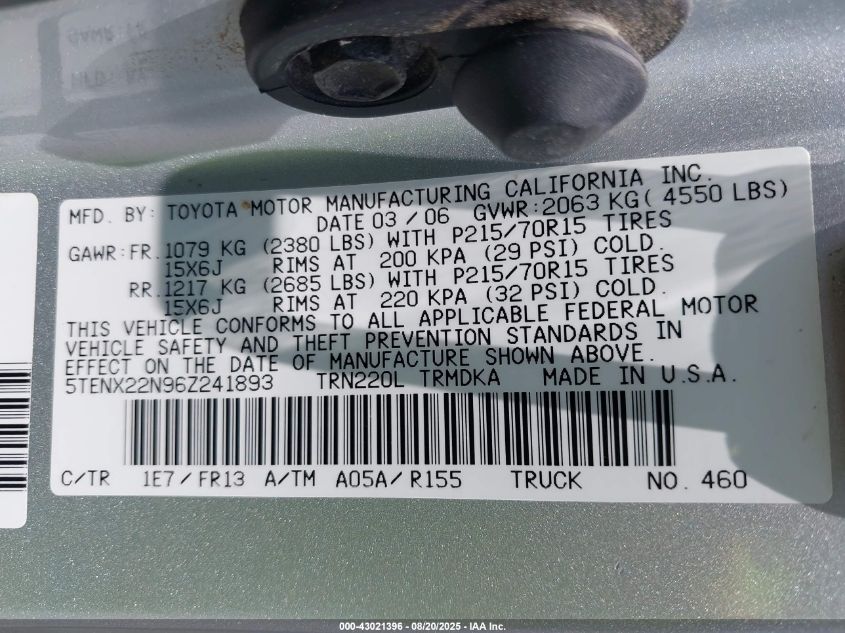 MFD. BY: TOYOTA MOTOR MANUFACTURING CALIFORNIA INC.
DATE 03/06 GVWR:2063 KG( 4550 LBS)
GAWR:FR.1079 KG (2380 LBS) WITH P215/70R15 TIRES
15X6J RIMS AT 200 KPA (29 PSI) COLD.
RR.1217 KG (2685 LBS) WITH P215/70R15 TIRES
15X6J RIMS AT 220 KPA (32 PSI) COLD.
THIS VEHICLE CONFORMS TO ALL APPLICABLE FEDERAL MOTOR
VEHICLE SAFETY AND THEFT PREVENTION STANDARDS IN
EFFECT ON THE DATE OF MANUFACTURE SHOWN ABOVE.
5TENX22N96Z241893 TRN220L TRMDKA MADE IN U.S.A.
C/TR 1E7/FR13 A/TM A05A/R155 TRUCK NO. 460
000-43021396 - 08/20/2025 - IAA Inc.